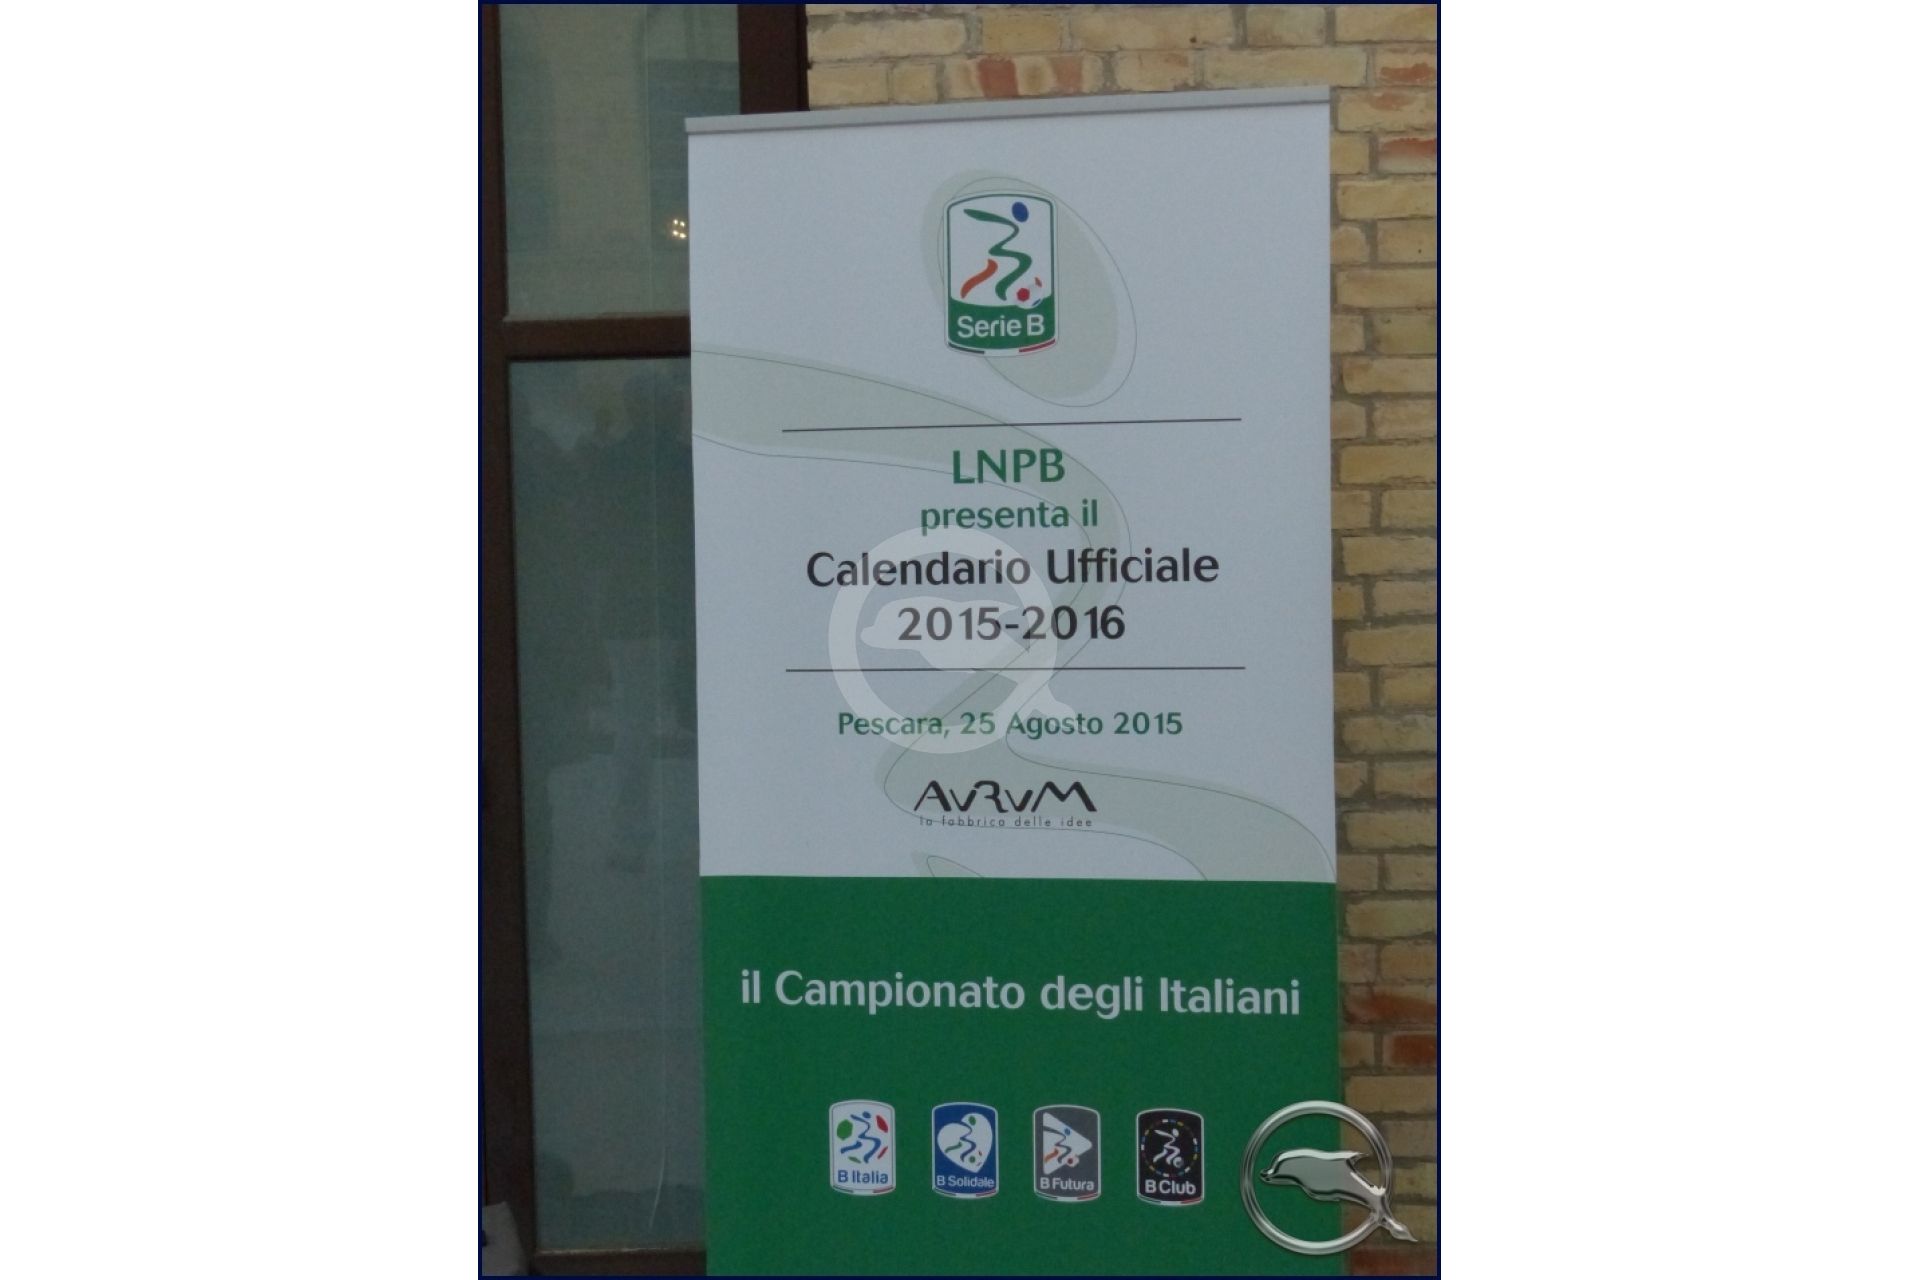 Serie B
LNPB
presenta il
Calendario Ufficiale
2015-2016
Pescara, 25 Agosto 2015
AuRuM
la fabbrica delle idee
il Campionato degli Italiani
B Italia
B Solidale
B Futura
B Club